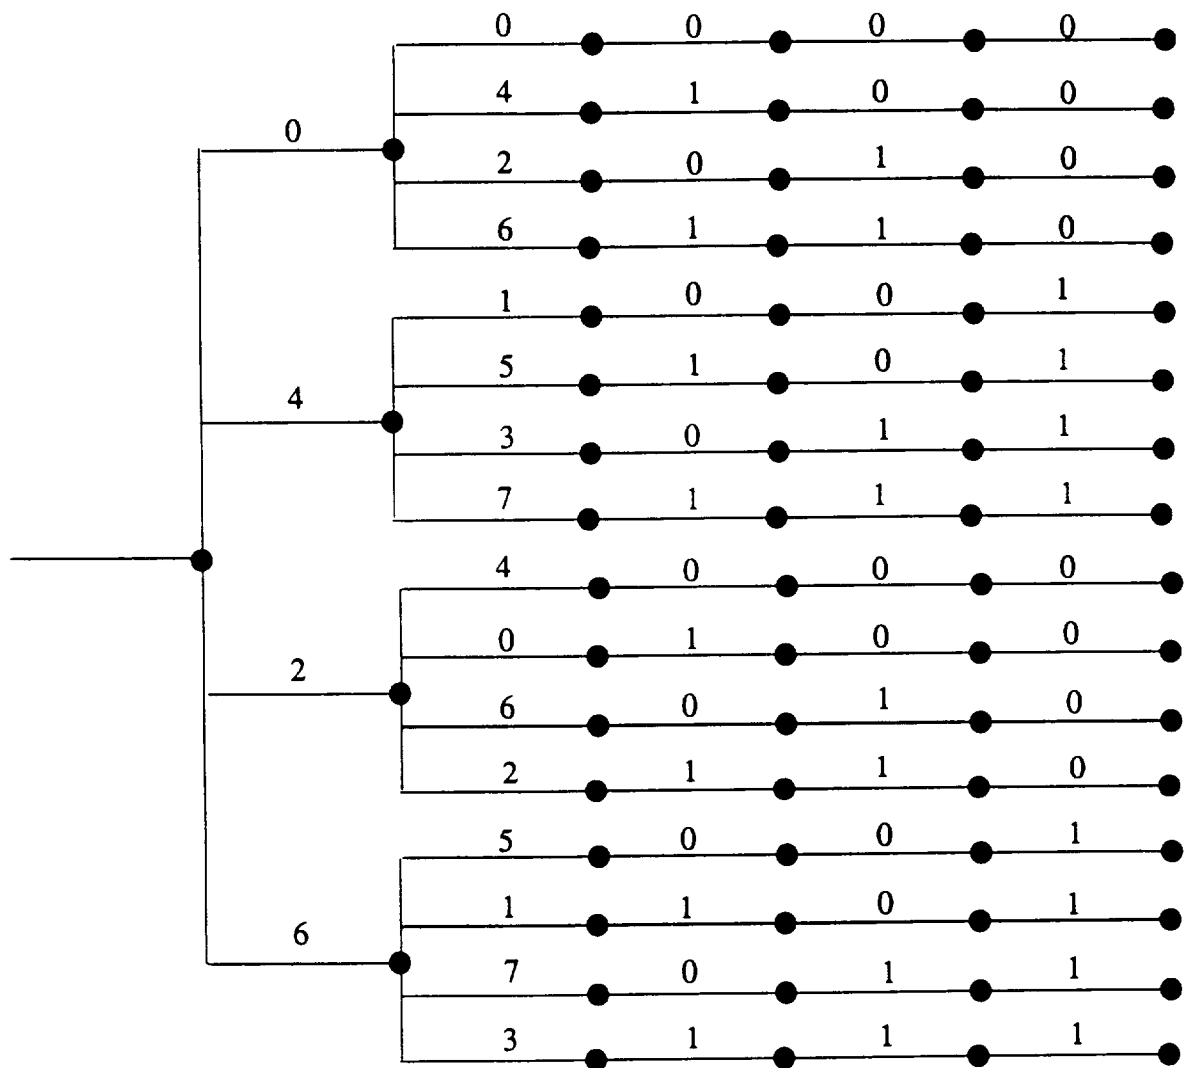 0 0 0 0
4 1 0 0
0
2 0 1 0
6 1 1 0
1 0 0 1
5 1 0 1
4
3 0 1 1
7 1 1 1
4 0 0 0
0 1 0 0
2
6 0 1 0
2 1 1 0
5 0 0 1
1 1 0 1
6
7 0 1 1
3 1 1 1